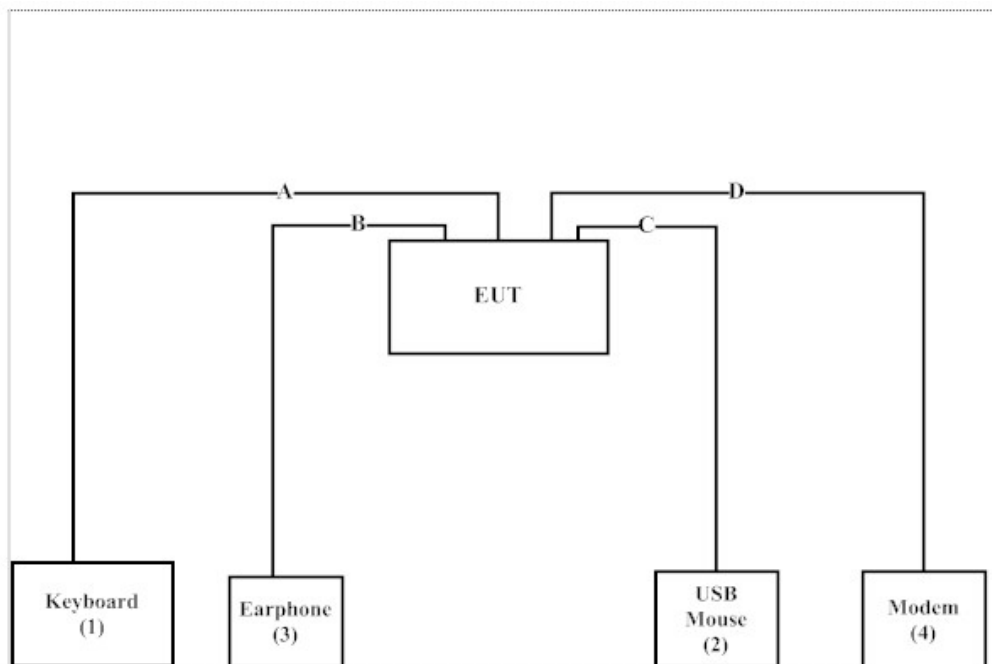 A
D
B
C
EUT
Keyboard
(1)
Earphone
(3)
USB
Mouse
(2)
Modem
(4)